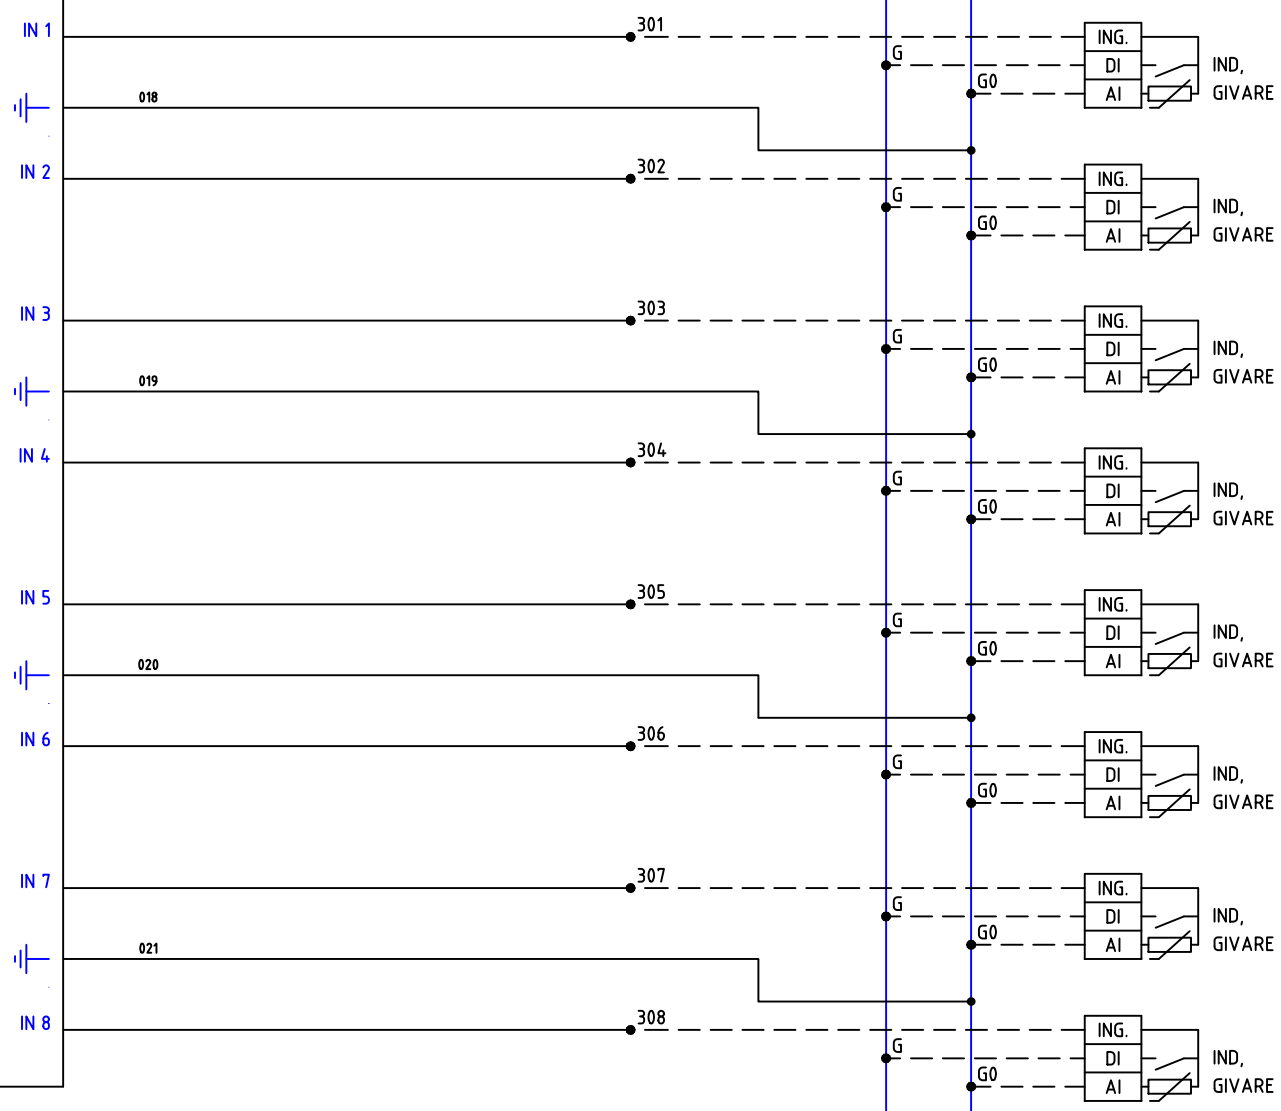 IN 1
301
ING.
G
DI
IND,
G0
AI
GIVARE
018
IN 2
302
ING.
G
DI
IND,
G0
AI
GIVARE
IN 3
303
ING.
G
DI
IND,
G0
AI
GIVARE
019
IN 4
304
ING.
G
DI
IND,
G0
AI
GIVARE
IN 5
305
ING.
G
DI
IND,
G0
AI
GIVARE
020
IN 6
306
ING.
G
DI
IND,
G0
AI
GIVARE
IN 7
307
ING.
G
DI
IND,
G0
AI
GIVARE
021
IN 8
308
ING.
G
DI
IND,
G0
AI
GIVARE